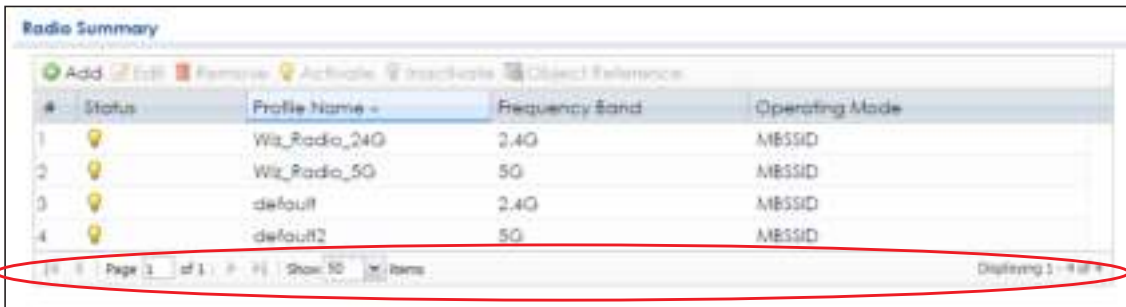 Radio Summary
Add Edit Remove Activate Inactivate Object Reference
# Status Profile Name Frequency Band Operating Mode
1 Wiz_Radio_24G 2.4G MBSSID
2 Wiz_Radio_5G 5G MBSSID
3 default 2.4G MBSSID
4 default2 5G MBSSID
Page 1 of 1 Show 50 items Displaying 1 - 4 of 4